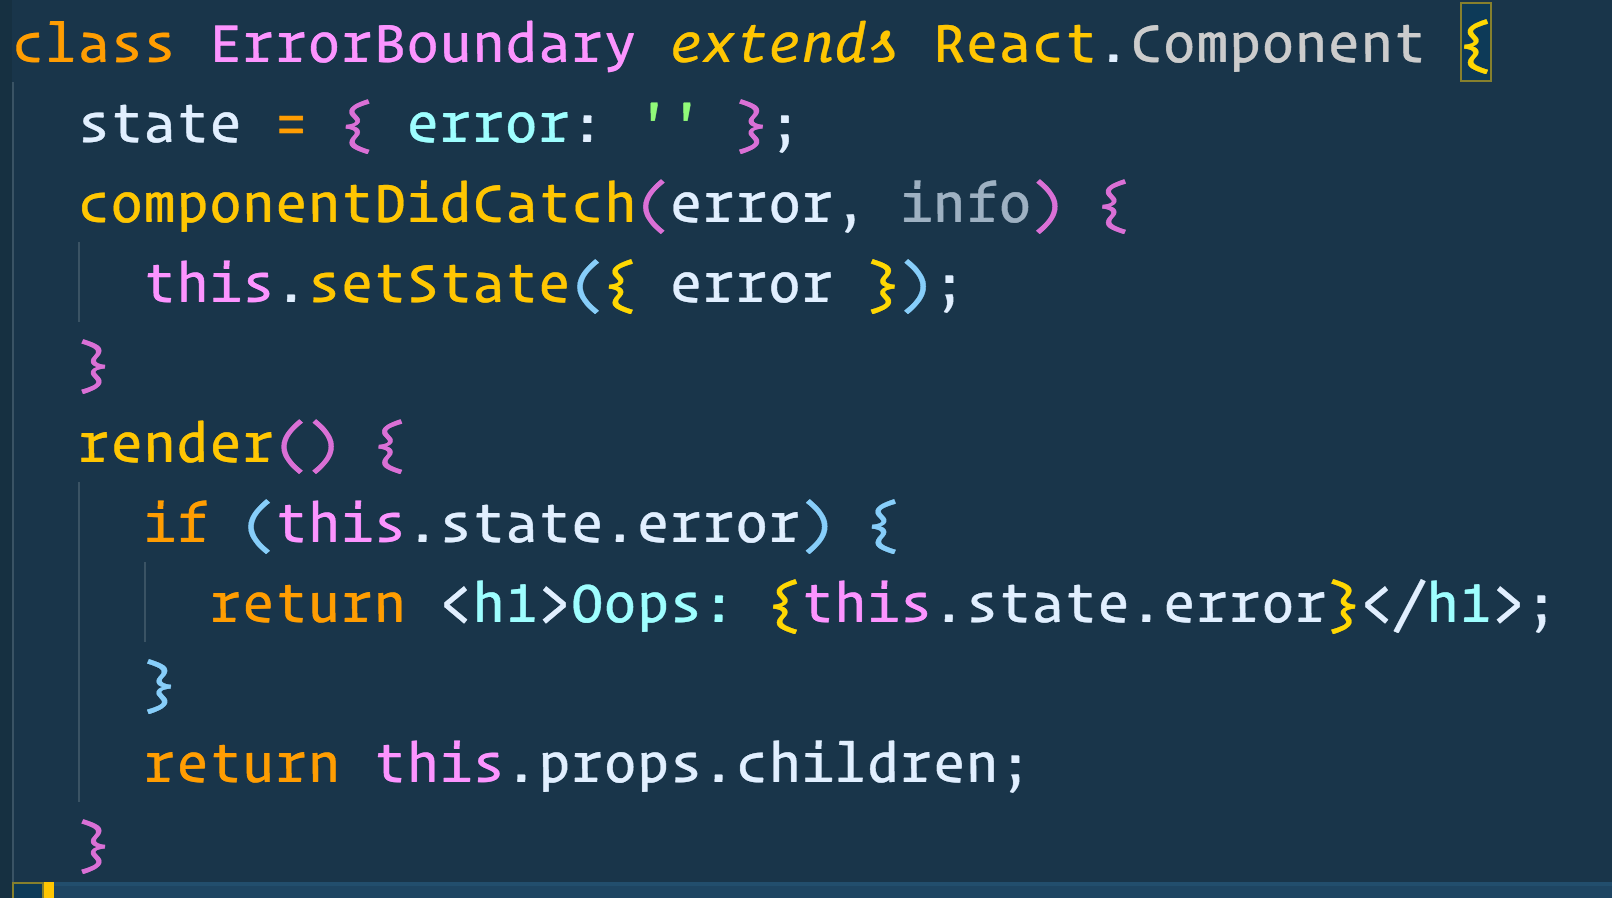 class ErrorBoundary extends React.Component {
  state = { error: '' };
  componentDidCatch(error, info) {
    this.setState({ error });
  }
  render() {
    if (this.state.error) {
      return <h1>Oops: {this.state.error}</h1>;
    }
    return this.props.children;
  }